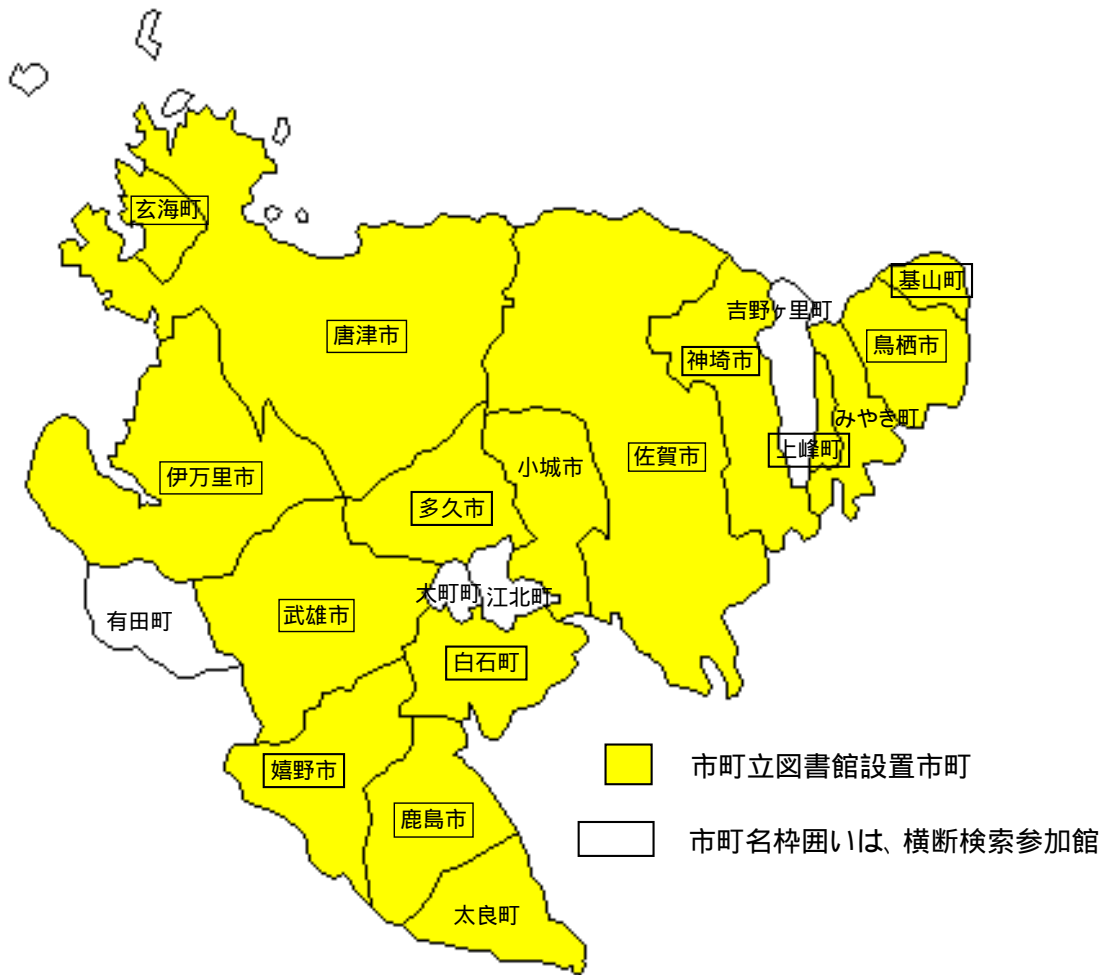 玄海町
基山町
吉野ヶ里町
唐津市
鳥栖市
神埼市
みやき町
上峰町
佐賀市
小城市
伊万里市
多久市
大町町
江北町
有田町
武雄市
白石町
嬉野市
市町立図書館設置市町
鹿島市
市町名枠囲いは、横断検索参加館
太良町